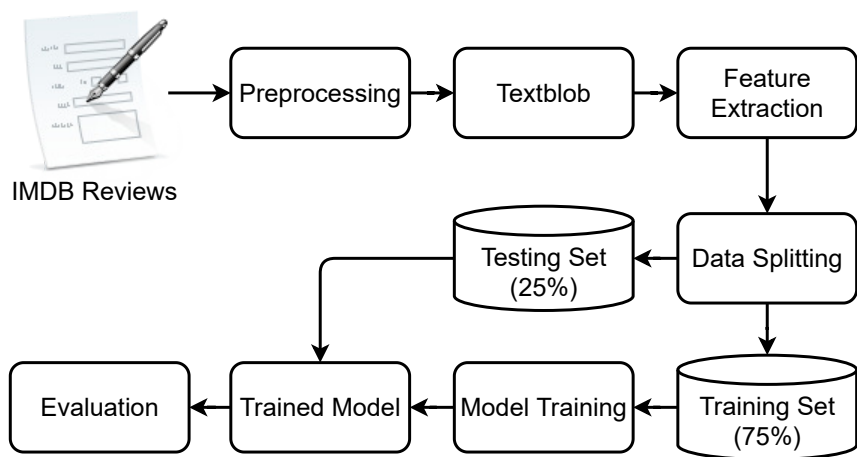 Preprocessing
Textblob
Feature
Extraction
IMDB Reviews
Testing Set
(25%)
Data Splitting
Evaluation
Trained Model
Model Training
Training Set
(75%)